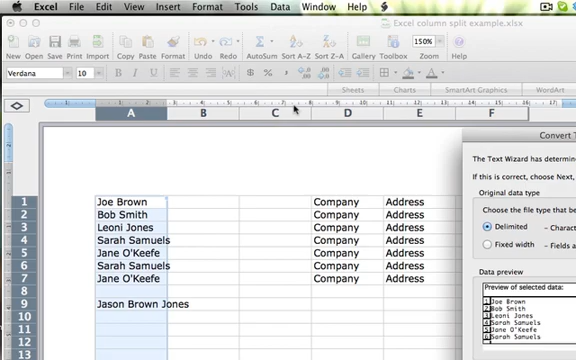 Excel File Edit View Insert Format Tools Data Window Help
Excel column split example.xlsx
150%
New Open Save Print Import Undo Redo AutoSum Sort A-Z Sort Z-A Gallery Toolbox Zoom
Verdana 10 B I U
Sheets Charts SmartArt Graphics WordArt
A B C D E F
Convert T
The Text Wizard has determin
If this is correct, choose Next,
Original data type
Choose the file type that be
Delimited – Charac
Fixed width – Fields a
Data preview
Preview of selected data:
1 Joe Brown
2 Bob Smith
3 Leoni Jones
4 Sarah Samuels
5 Jane O'Keefe
6 Sarah Samuels
1 Joe Brown Company Address
2 Bob Smith Company Address
3 Leoni Jones Company Address
4 Sarah Samuels Company Address
5 Jane O'Keefe Company Address
6 Sarah Samuels Company Address
7 Jane O'Keefe Company Address
8
9 Jason Brown Jones
10
11
12
13